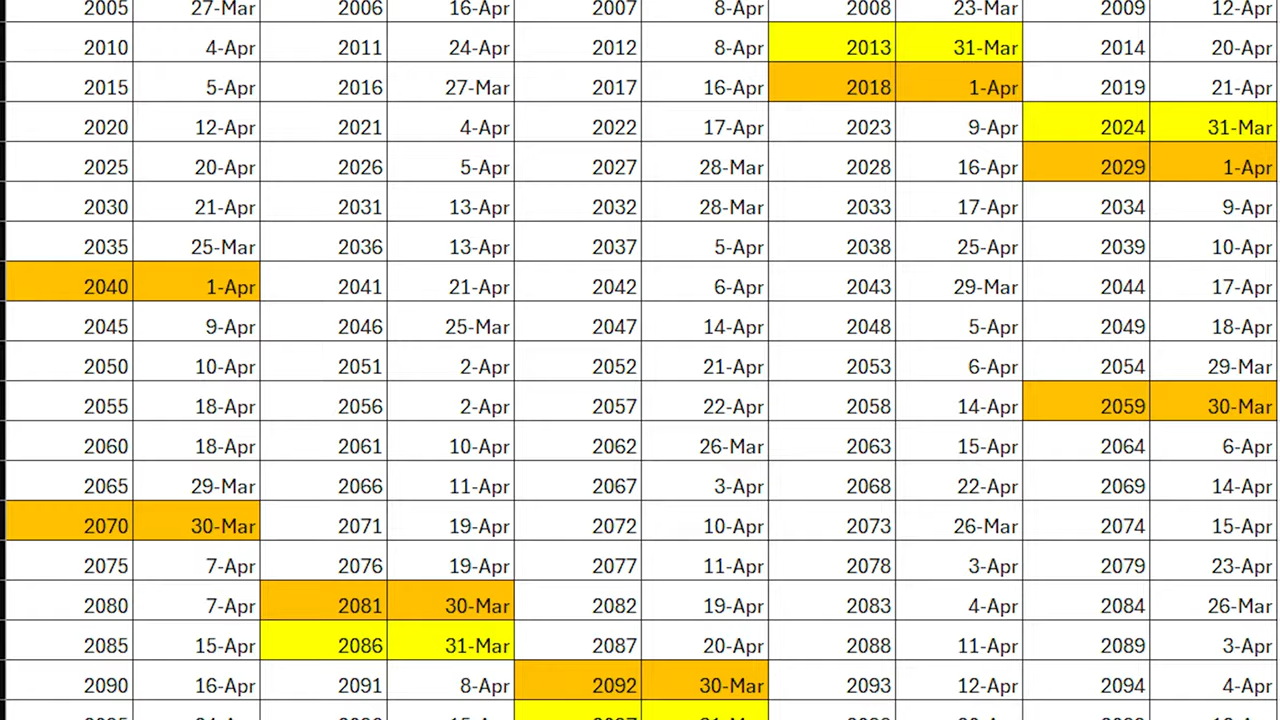 2005 27-Mar 2006 16-Apr 2007 8-Apr 2008 23-Mar 2009 12-Apr
2010 4-Apr 2011 24-Apr 2012 8-Apr 2013 31-Mar 2014 20-Apr
2015 5-Apr 2016 27-Mar 2017 16-Apr 2018 1-Apr 2019 21-Apr
2020 12-Apr 2021 4-Apr 2022 17-Apr 2023 9-Apr 2024 31-Mar
2025 20-Apr 2026 5-Apr 2027 28-Mar 2028 16-Apr 2029 1-Apr
2030 21-Apr 2031 13-Apr 2032 28-Mar 2033 17-Apr 2034 9-Apr
2035 25-Mar 2036 13-Apr 2037 5-Apr 2038 25-Apr 2039 10-Apr
2040 1-Apr 2041 21-Apr 2042 6-Apr 2043 29-Mar 2044 17-Apr
2045 9-Apr 2046 25-Mar 2047 14-Apr 2048 5-Apr 2049 18-Apr
2050 10-Apr 2051 2-Apr 2052 21-Apr 2053 6-Apr 2054 29-Mar
2055 18-Apr 2056 2-Apr 2057 22-Apr 2058 14-Apr 2059 30-Mar
2060 18-Apr 2061 10-Apr 2062 26-Mar 2063 15-Apr 2064 6-Apr
2065 29-Mar 2066 11-Apr 2067 3-Apr 2068 22-Apr 2069 14-Apr
2070 30-Mar 2071 19-Apr 2072 10-Apr 2073 26-Mar 2074 15-Apr
2075 7-Apr 2076 19-Apr 2077 11-Apr 2078 3-Apr 2079 23-Apr
2080 7-Apr 2081 30-Mar 2082 19-Apr 2083 4-Apr 2084 26-Mar
2085 15-Apr 2086 31-Mar 2087 20-Apr 2088 11-Apr 2089 3-Apr
2090 16-Apr 2091 8-Apr 2092 30-Mar 2093 12-Apr 2094 4-Apr